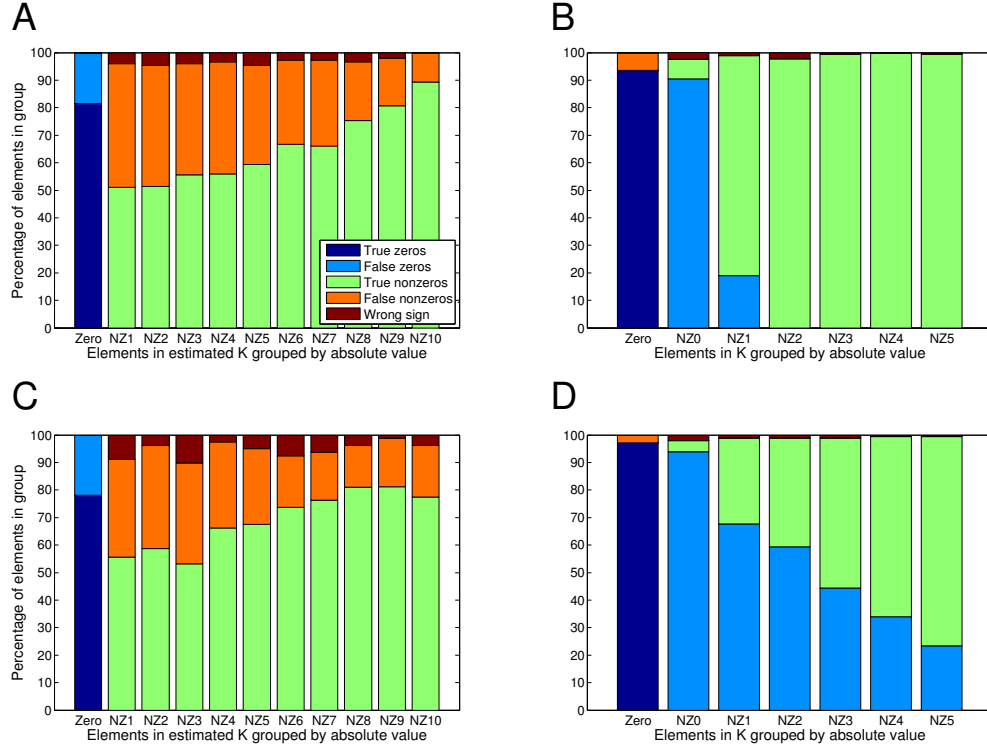 A
100
90
80
70
60
50
40
30
20
10
0
Percentage of elements in group
Zero NZ1 NZ2 NZ3 NZ4 NZ5 NZ6 NZ7 NZ8 NZ9 NZ10
Elements in estimated K grouped by absolute value
True zeros
False zeros
True nonzeros
False nonzeros
Wrong sign
B
100
90
80
70
60
50
40
30
20
10
0
Zero NZ0 NZ1 NZ2 NZ3 NZ4 NZ5
Elements in K grouped by absolute value
C
100
90
80
70
60
50
40
30
20
10
0
Percentage of elements in group
Zero NZ1 NZ2 NZ3 NZ4 NZ5 NZ6 NZ7 NZ8 NZ9 NZ10
Elements in estimated K grouped by absolute value
D
100
90
80
70
60
50
40
30
20
10
0
Zero NZ0 NZ1 NZ2 NZ3 NZ4 NZ5
Elements in K grouped by absolute value